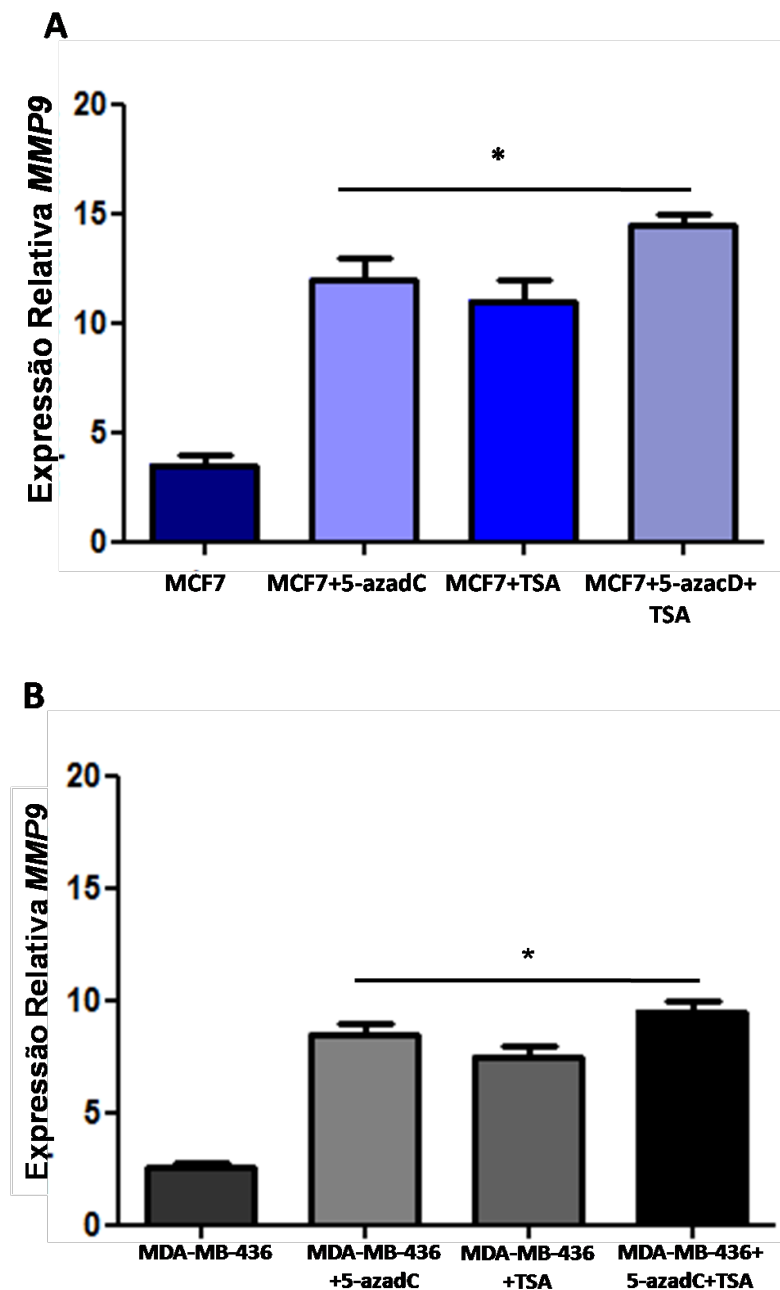 A
Expressão Relativa MMP9
20
15
10
5
0
*
MCF7
MCF7+5-azadC
MCF7+TSA
MCF7+5-azacD+
TSA
B
Expressão Relativa MMP9
20
15
10
5
0
*
MDA-MB-436
MDA-MB-436
+5-azadC
MDA-MB-436
+TSA
MDA-MB-436+
5-azadC+TSA